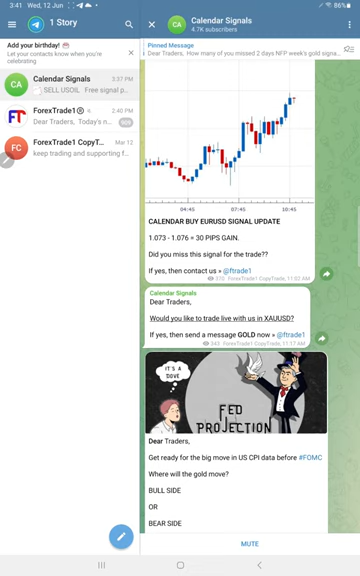 3:41 Wed, 12 Jun
86%
1 Story
Add your birthday! 🎂
Let your contacts know when you're celebrating
CA
Calendar Signals
3:37 PM
SELL USOIL Free signal p...
FT
ForexTrade1®
2:40 PM
Dear Traders, Today's n...
FC
ForexTrade1 CopyT...
Mar 12
keep trading and supporting f...
CA
Calendar Signals
4.7K subscribers
Pinned Message
Dear Traders, How many of you missed 2 days NFP week's gold signa...
04:45 07:45 10:45
CALENDAR BUY EURUSD SIGNAL UPDATE
1.073 - 1.076 = 30 PIPS GAIN.
Did you miss this signal for the trade??
If yes, then contact us » @ftrade1
310 ForexTrade1 CopyTrade, 11:02 AM
Calendar Signals
Dear Traders,
Would you like to trade live with us in XAUUSD?
If yes, then send a message GOLD now » @ftrade1
343 ForexTrade1 CopyTrade, 11:17 AM
IT'S A DOVE
FED PROJECTION
Dear Traders,
Get ready for the big move in US CPI data before #FOMC
Where will the gold move?
BULL SIDE
OR
BEAR SIDE
MUTE